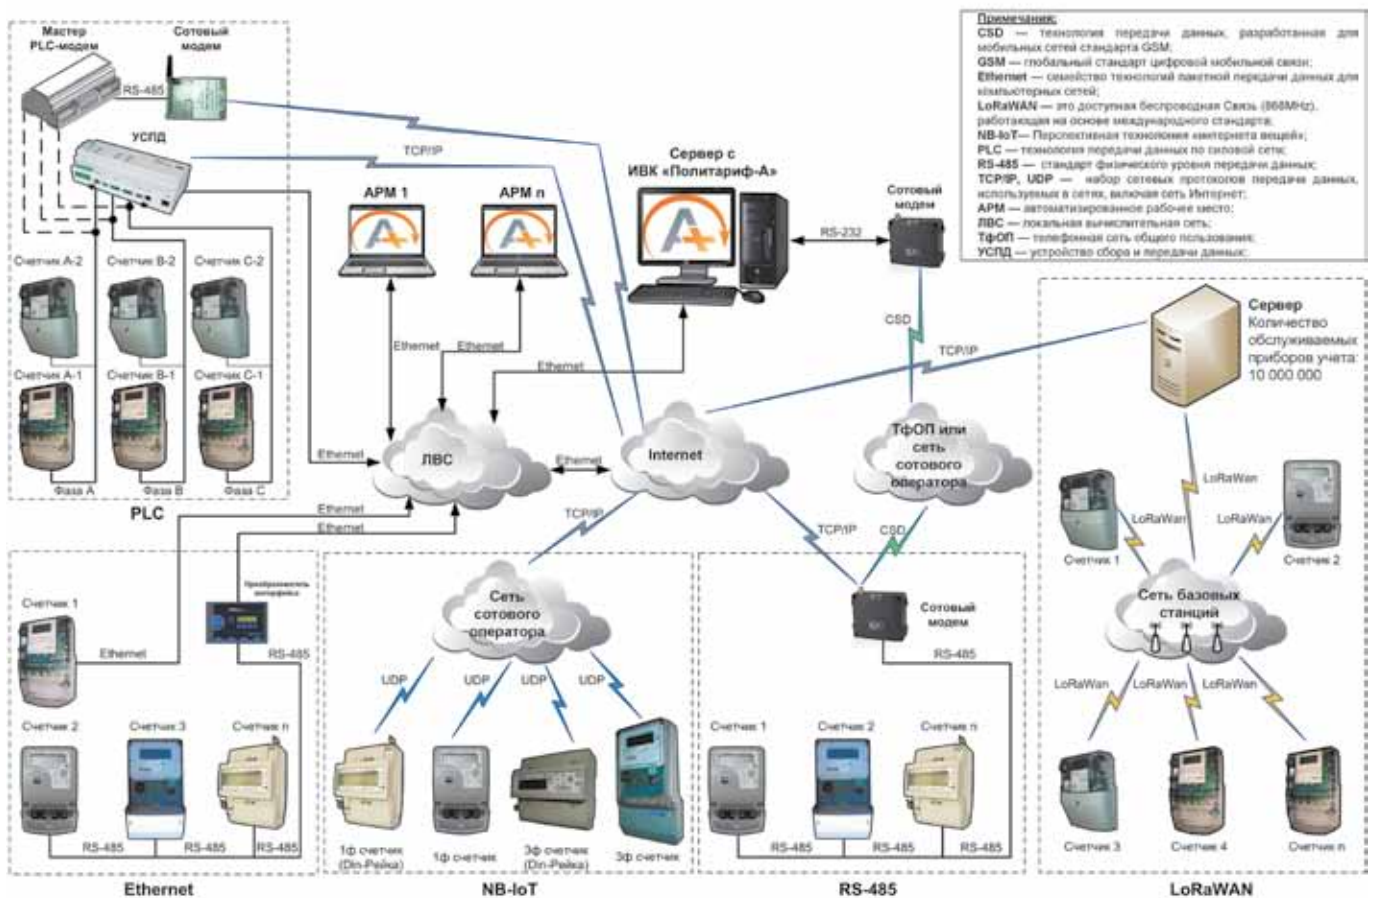 Мастер
PLC-модем
Сотовый
модем
RS-485
УСПД
TCP/IP
Счетчик А-2
Счетчик В-2
Счетчик С-2
Счетчик А-1
Счетчик В-1
Счетчик С-1
Фаза А
Фаза В
Фаза С
PLC
АРМ 1
АРМ n
Сервер с
ИВК «Политариф-А»
RS-232
Сотовый
модем
CSD
Ethernet
Ethernet
Ethernet
TCP/IP
ЛВС
Ethernet
Ethernet
Internet
ТфОП или
сеть
сотового
оператора
Ethernet
Ethernet
TCP/IP
TCP/IP
CSD
Примечания:
CSD — технология передачи данных, разработанная для
мобильных сетей стандарта GSM;
GSM — глобальный стандарт цифровой мобильной связи;
Ethernet — семейство технологий пакетной передачи данных для
компьютерных сетей;
LoRaWAN — это доступная беспроводная Связь (868MHz),
работающая на основе международного стандарта;
NB-IoT— Перспективная технология «интернета вещей»;
PLC — технология передачи данных по силовой сети;
RS-485 — стандарт физического уровня передачи данных;
TCP/IP, UDP — набор сетевых протоколов передачи данных,
используемых в сетях, включая сеть Интернет;
АРМ — автоматизированное рабочее место;
ЛВС — локальная вычислительная сеть;
ТфОП — телефонная сеть общего пользования;
УСПД — устройство сбора и передачи данных;
Сервер
Количество
обслуживаемых
приборов учета:
10 000 000
LoRaWan
LoRaWan
LoRaWan
Счетчик 1
Счетчик 2
Сеть базовых
станций
LoRaWan
LoRaWan
LoRaWan
Счетчик 3
Счетчик 4
Счетчик n
LoRaWAN
Счетчик 1
Преобразователь
интерфейса
Ethernet
RS-485
Счетчик 2
Счетчик 3
Счетчик n
RS-485
RS-485
RS-485
Ethernet
Сеть
сотового
оператора
UDP
UDP
UDP
UDP
1ф счетчик
(Din-Рейка)
1ф счетчик
3ф счетчик
(Din-Рейка)
3ф счетчик
NB-IoT
Сотовый
модем
RS-485
Счетчик 1
Счетчик 2
Счетчик n
RS-485
RS-485
RS-485
RS-485